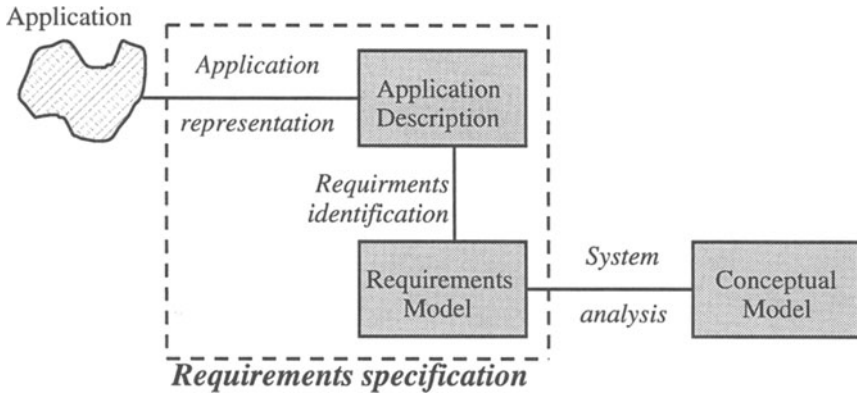 Application
Application
representation
Application
Description
Requirments
identification
Requirements
Model
System
analysis
Conceptual
Model
Requirements specification